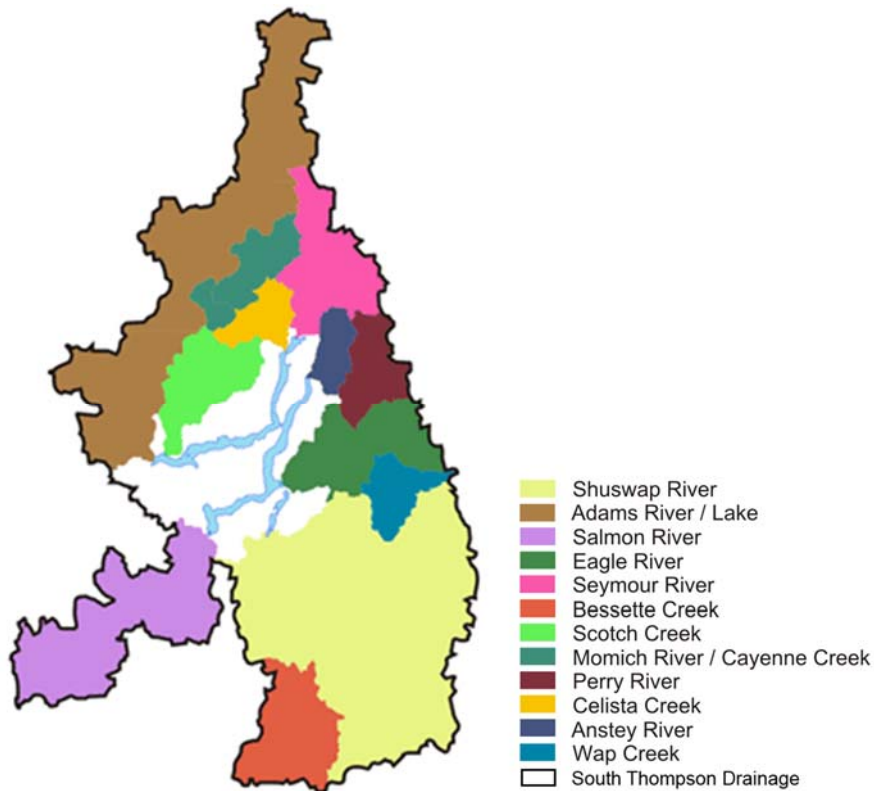 Shuswap River
Adams River / Lake
Salmon River
Eagle River
Seymour River
Bessette Creek
Scotch Creek
Momich River / Cayenne Creek
Perry River
Celista Creek
Anstey River
Wap Creek
South Thompson Drainage